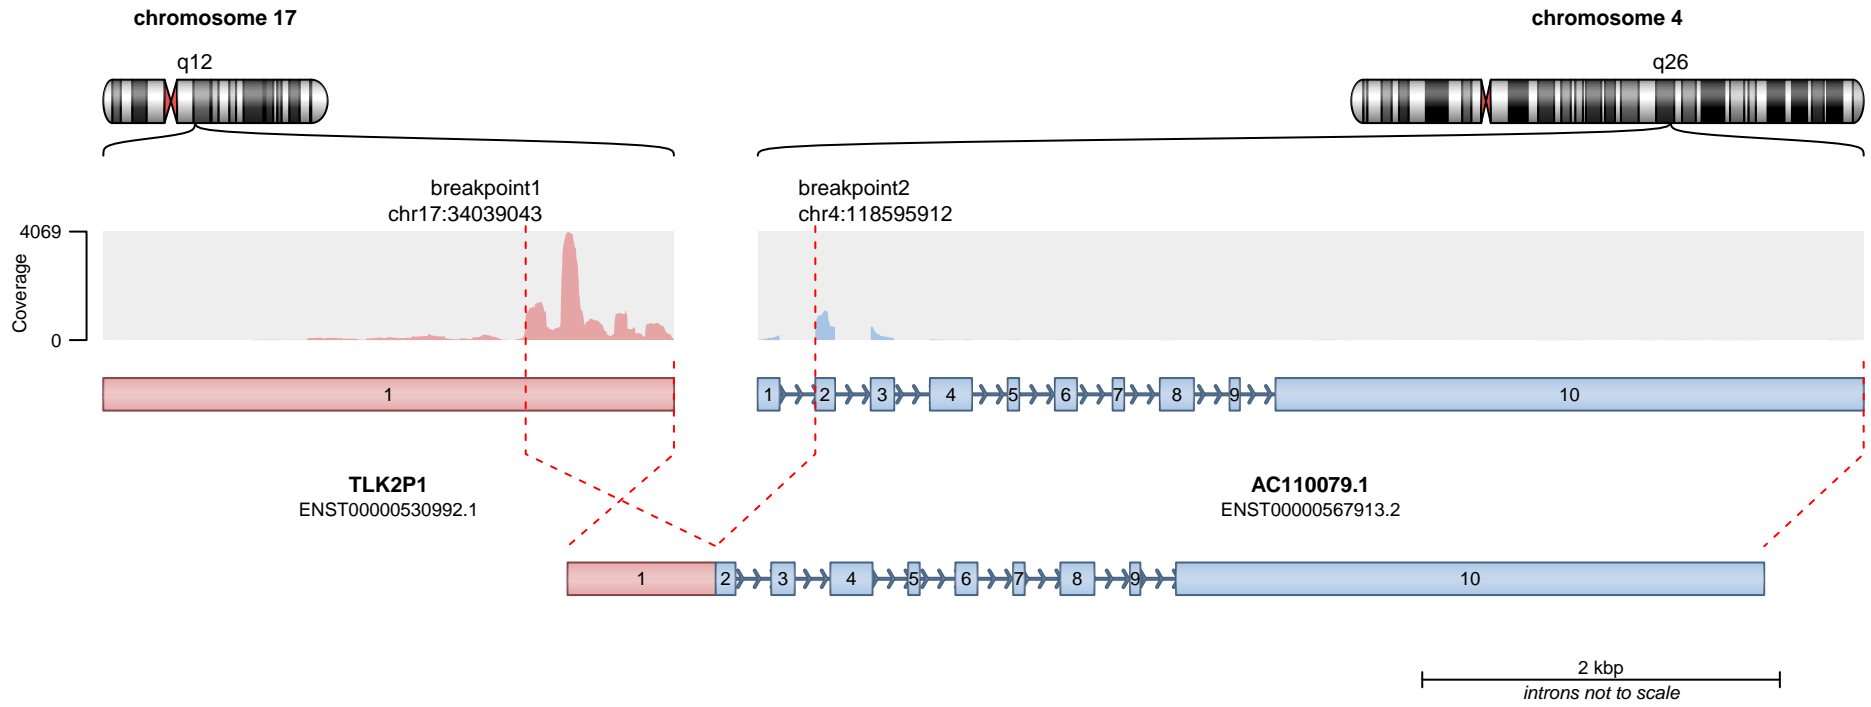 chromosome 17
chromosome 4
q12
q26
breakpoint1
chr17:34039043
breakpoint2
chr4:118595912
4069
0
Coverage
1
1 2 3 4 5 6 7 8 9 10
TLK2P1
ENST00000530992.1
AC110079.1
ENST00000567913.2
1 2 3 4 5 6 7 8 9 10
2 kbp
introns not to scale